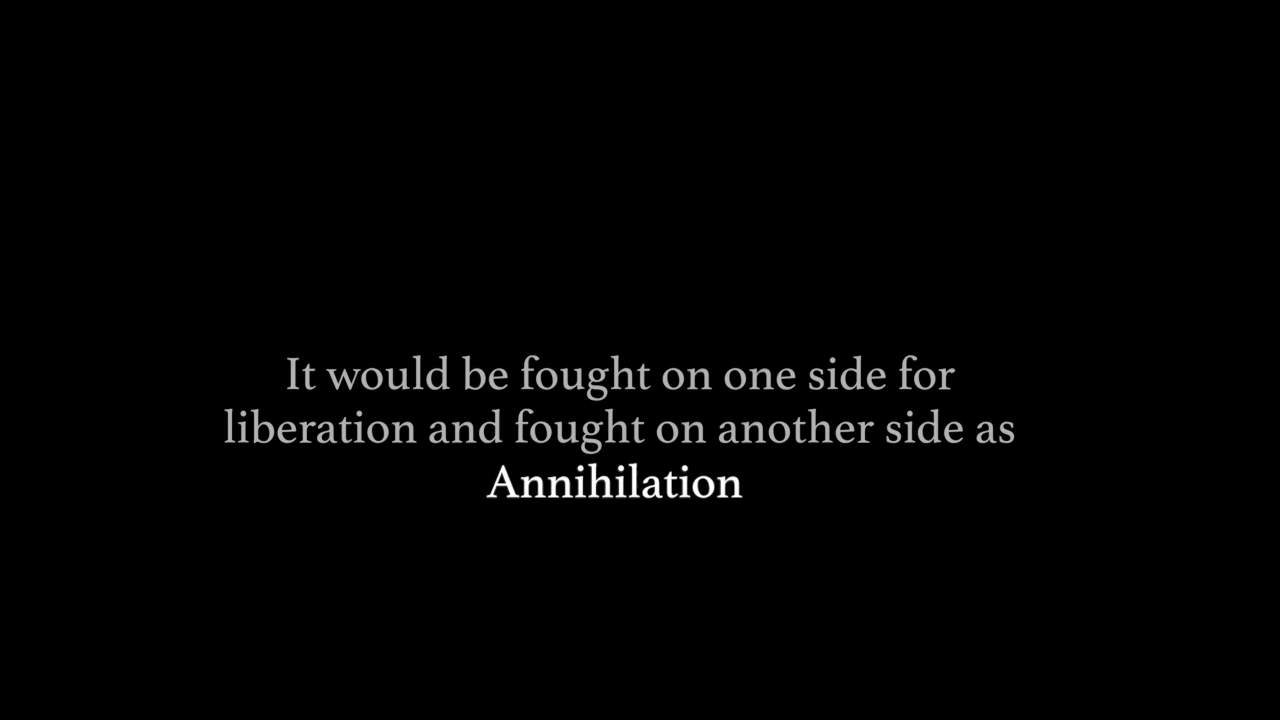 It would be fought on one side for
liberation and fought on another side as
Annihilation